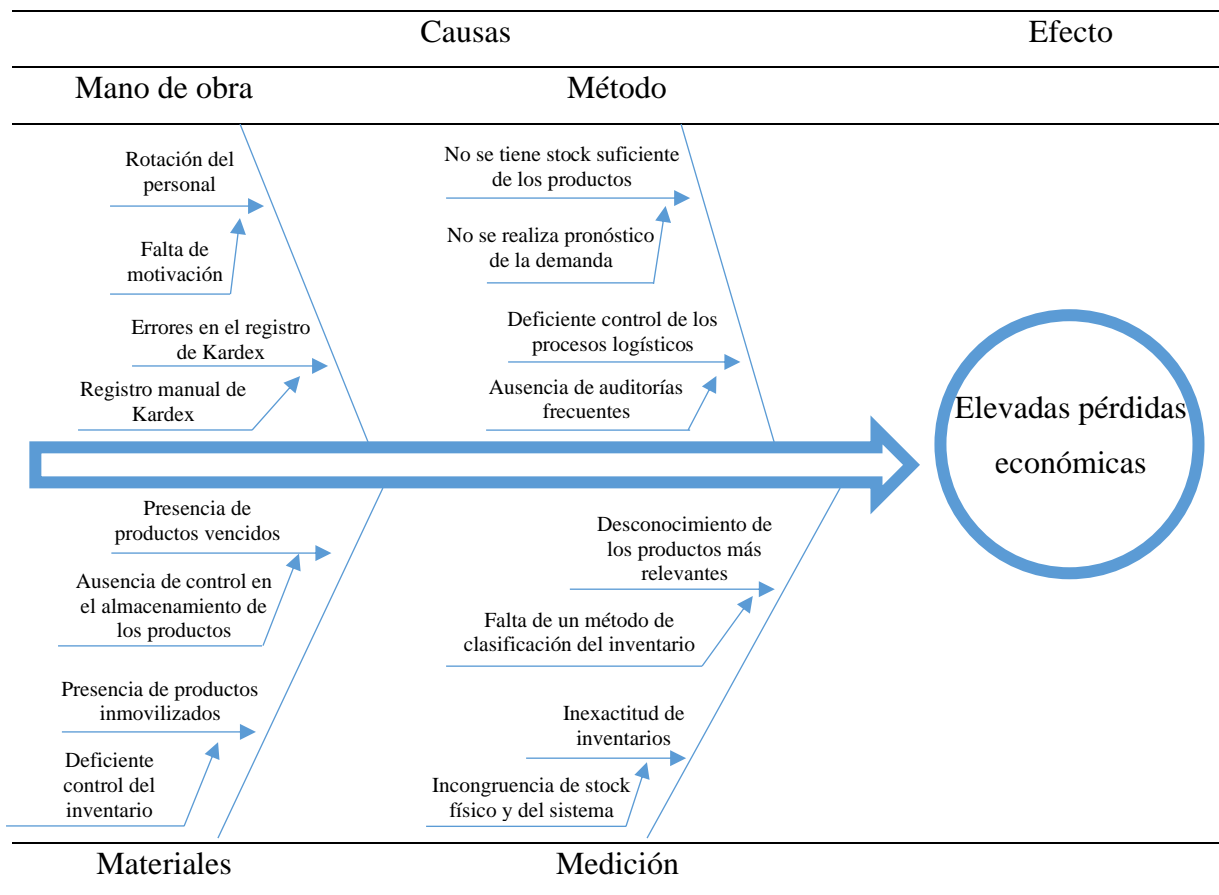 Causas
Efecto
Mano de obra
Método
Rotación del
personal
Falta de
motivación
Errores en el registro
de Kardex
Registro manual de
Kardex
No se tiene stock suficiente
de los productos
No se realiza pronóstico
de la demanda
Deficiente control de los
procesos logísticos
Ausencia de auditorías
frecuentes
Elevadas pérdidas
económicas
Presencia de
productos vencidos
Ausencia de control en
el almacenamiento de
los productos
Presencia de productos
inmovilizados
Deficiente
control del
inventario
Desconocimiento de
los productos más
relevantes
Falta de un método de
clasificación del inventario
Inexactitud de
inventarios
Incongruencia de stock
físico y del sistema
Materiales
Medición